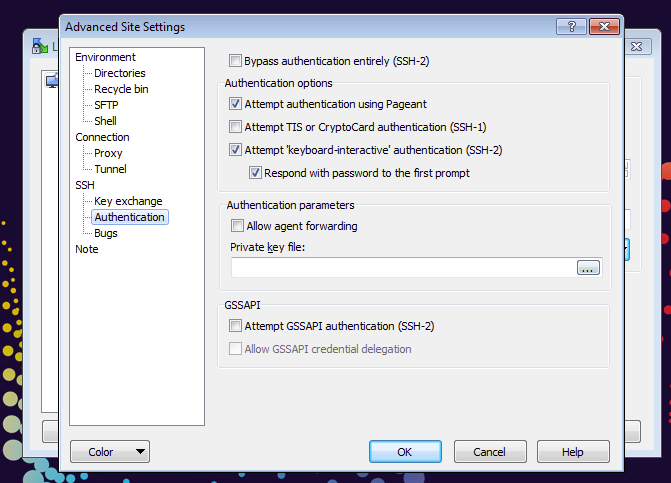 Advanced Site Settings
Environment
Directories
Recycle bin
SFTP
Shell
Connection
Proxy
Tunnel
SSH
Key exchange
Authentication
Bugs
Note
Bypass authentication entirely (SSH-2)
Authentication options
Attempt authentication using Pageant
Attempt TIS or CryptoCard authentication (SSH-1)
Attempt 'keyboard-interactive' authentication (SSH-2)
Respond with password to the first prompt
Authentication parameters
Allow agent forwarding
Private key file:
...
GSSAPI
Attempt GSSAPI authentication (SSH-2)
Allow GSSAPI credential delegation
Color
OK
Cancel
Help